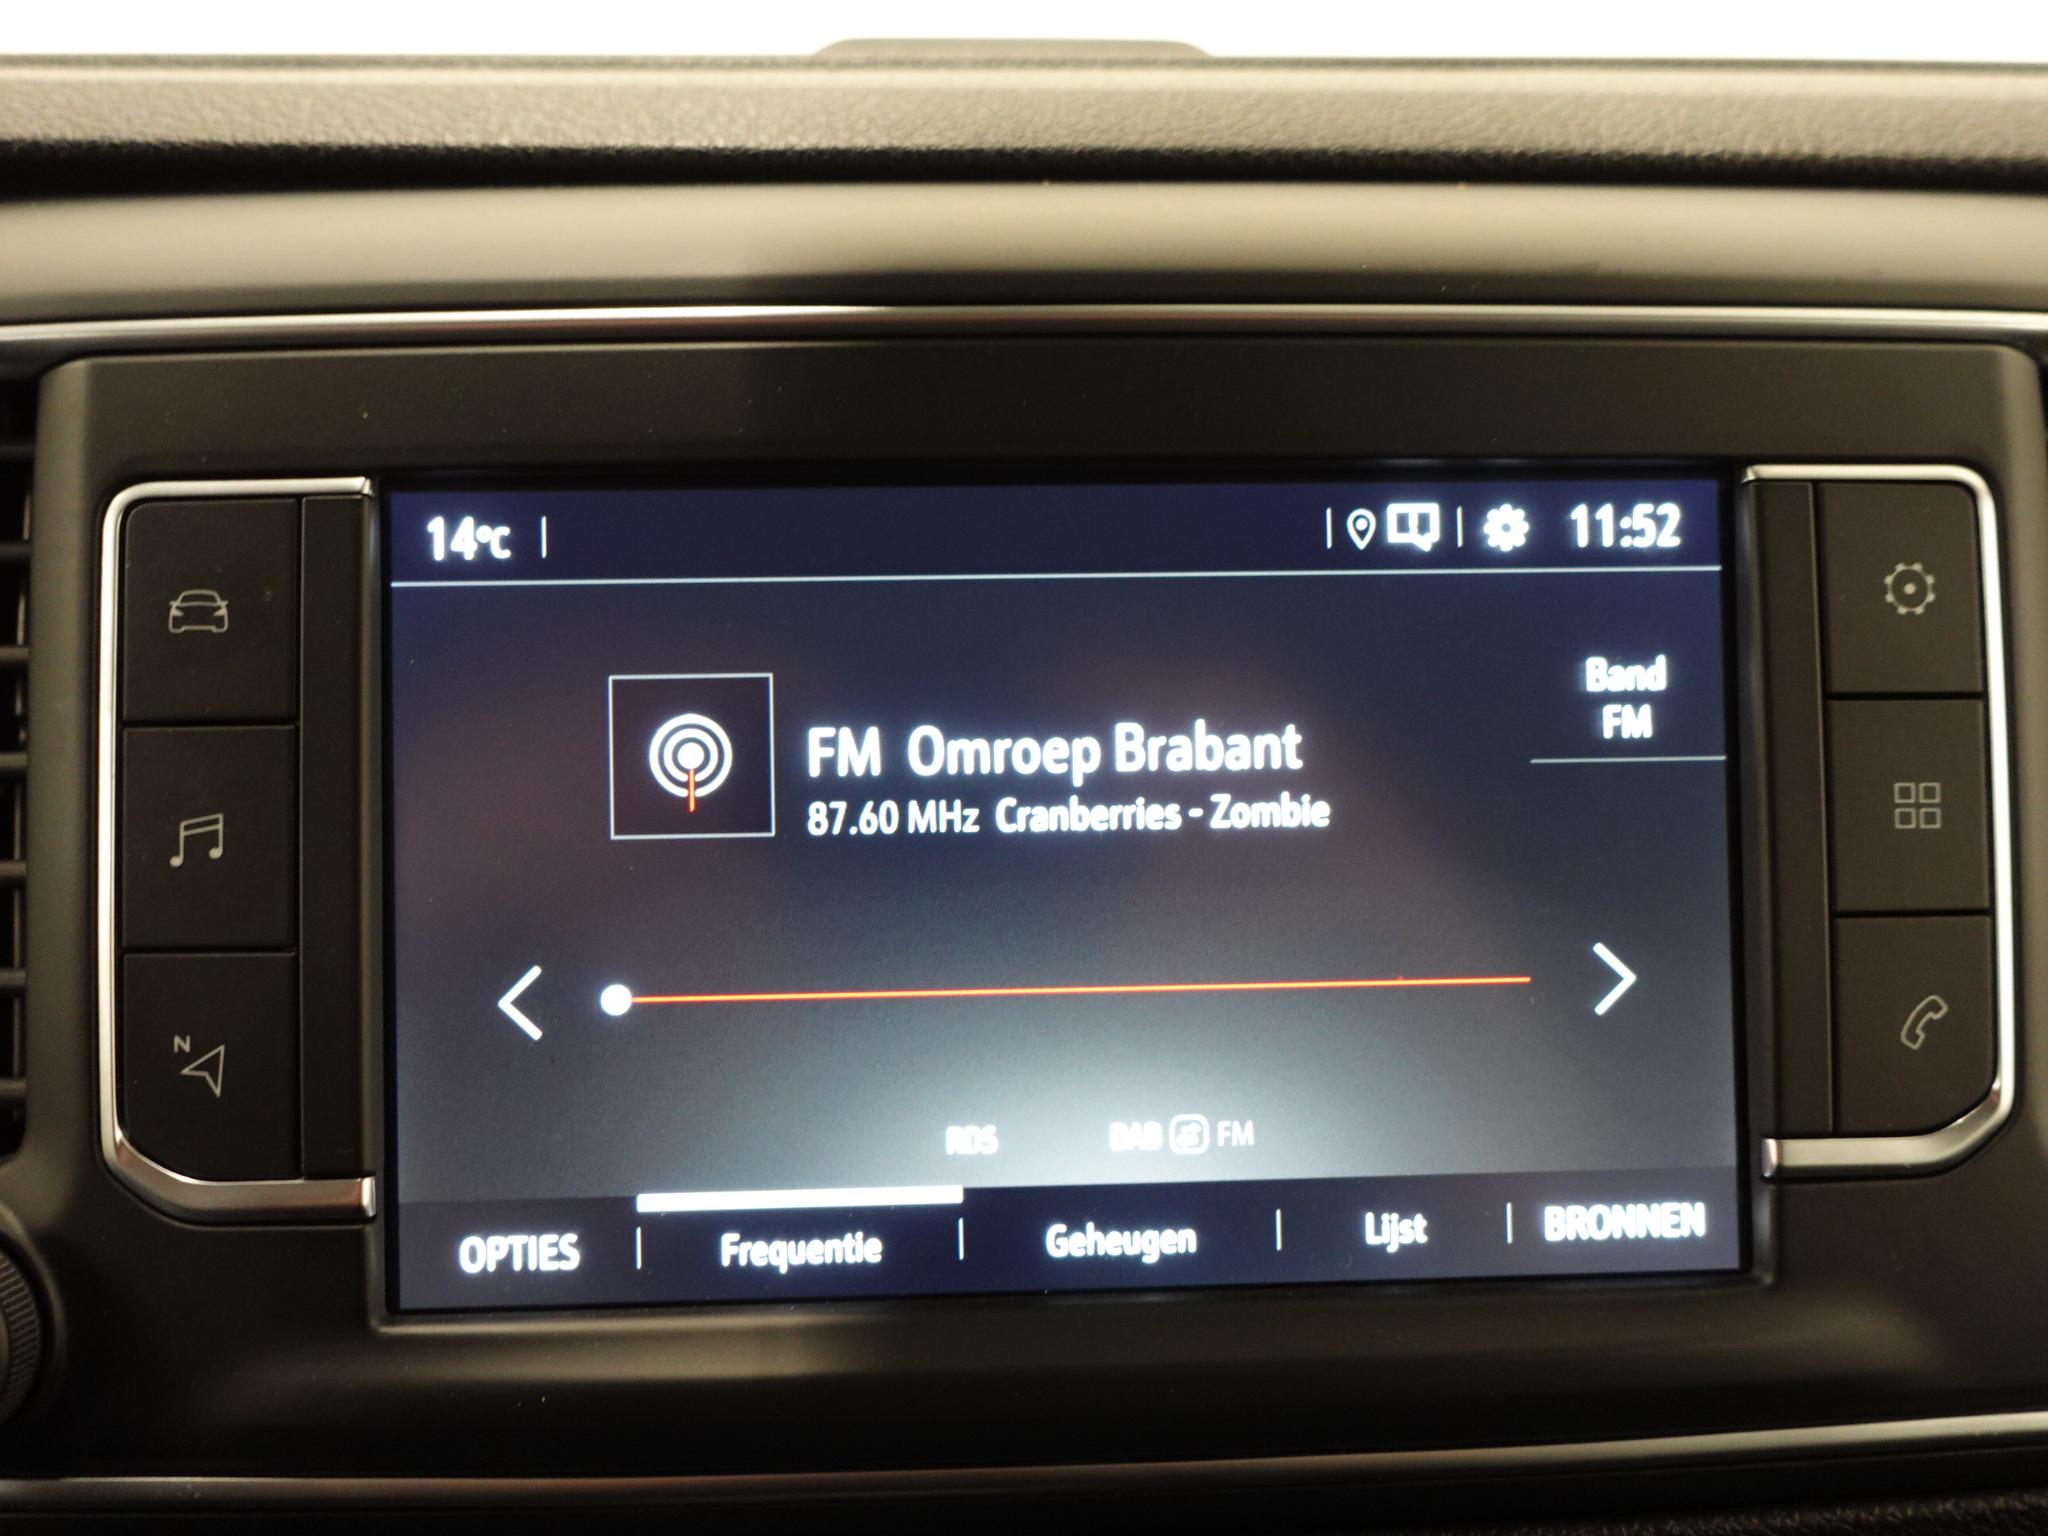 14°C
11:52
Band
FM
FM Omroep Brabant
87.60 MHz Cranberries - Zombie
N
RDS DAB FM
OPTIES Frequentie Geheugen Lijst BRONNEN